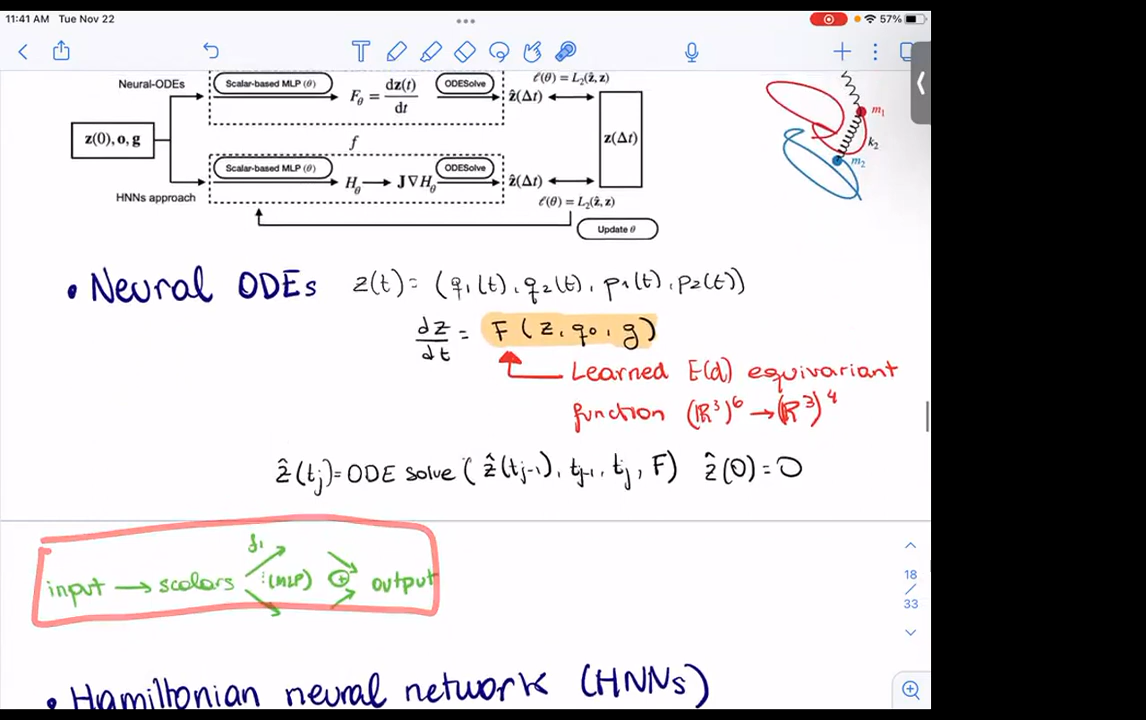 11:41 AM Tue Nov 22
57%
Neural-ODEs
Scalar-based MLP (θ)
F_θ = dz(t)/dt
ODESolve
ẑ(Δt)
ℓ(θ) = L₂(ẑ, z)
z(0), o, g
f
z(Δt)
HNNs approach
Scalar-based MLP (θ)
H_θ → J∇H_θ
ODESolve
ẑ(Δt)
ℓ(θ) = L₂(ẑ, z)
Update θ
m₁
k₂
m₂
• Neural ODEs z(t) = (q₁(t), q₂(t), p₁(t), p₂(t))
dz/dt = F(z, q₀, g)
Learned E(d) equivariant
function (ℝ³)⁶ → (ℝ³)⁴
ẑ(tj) = ODE solve (ẑ(tj-1), tj-1, tj, F) ẑ(0) = 0
input → scalars f₁ ⋮ (MLP) ⊕ output
18
/
33
• Hamiltonian neural network (HNNs)